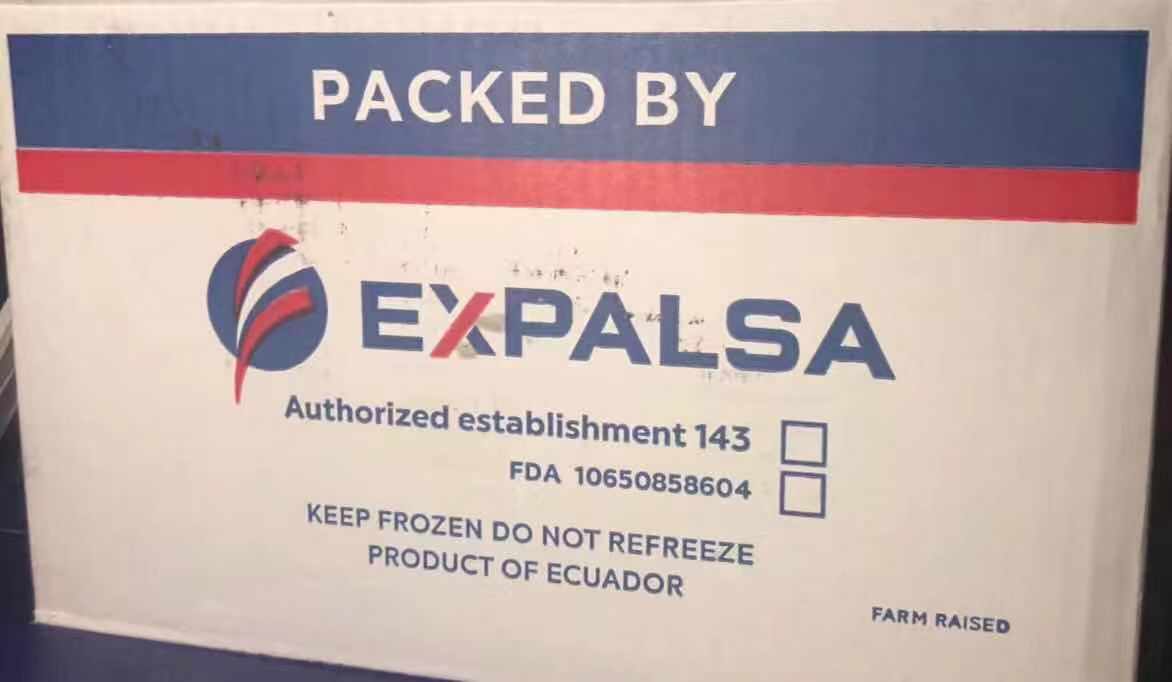 PACKED BY
EXPALSA
Authorized establishment 143
FDA 10650858604
KEEP FROZEN DO NOT REFREEZE
PRODUCT OF ECUADOR
FARM RAISED